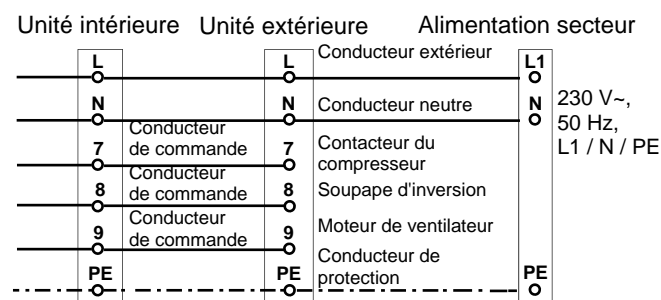 Unité intérieure Unité extérieure Alimentation secteur
L L Conducteur extérieur L1
N N Conducteur neutre N
230 V~,
50 Hz,
L1 / N / PE
Conducteur
de commande
7 7 Contacteur du
compresseur
Conducteur
de commande
8 8 Soupape d'inversion
Conducteur
de commande
9 9 Moteur de ventilateur
Conducteur de
protection
PE PE PE